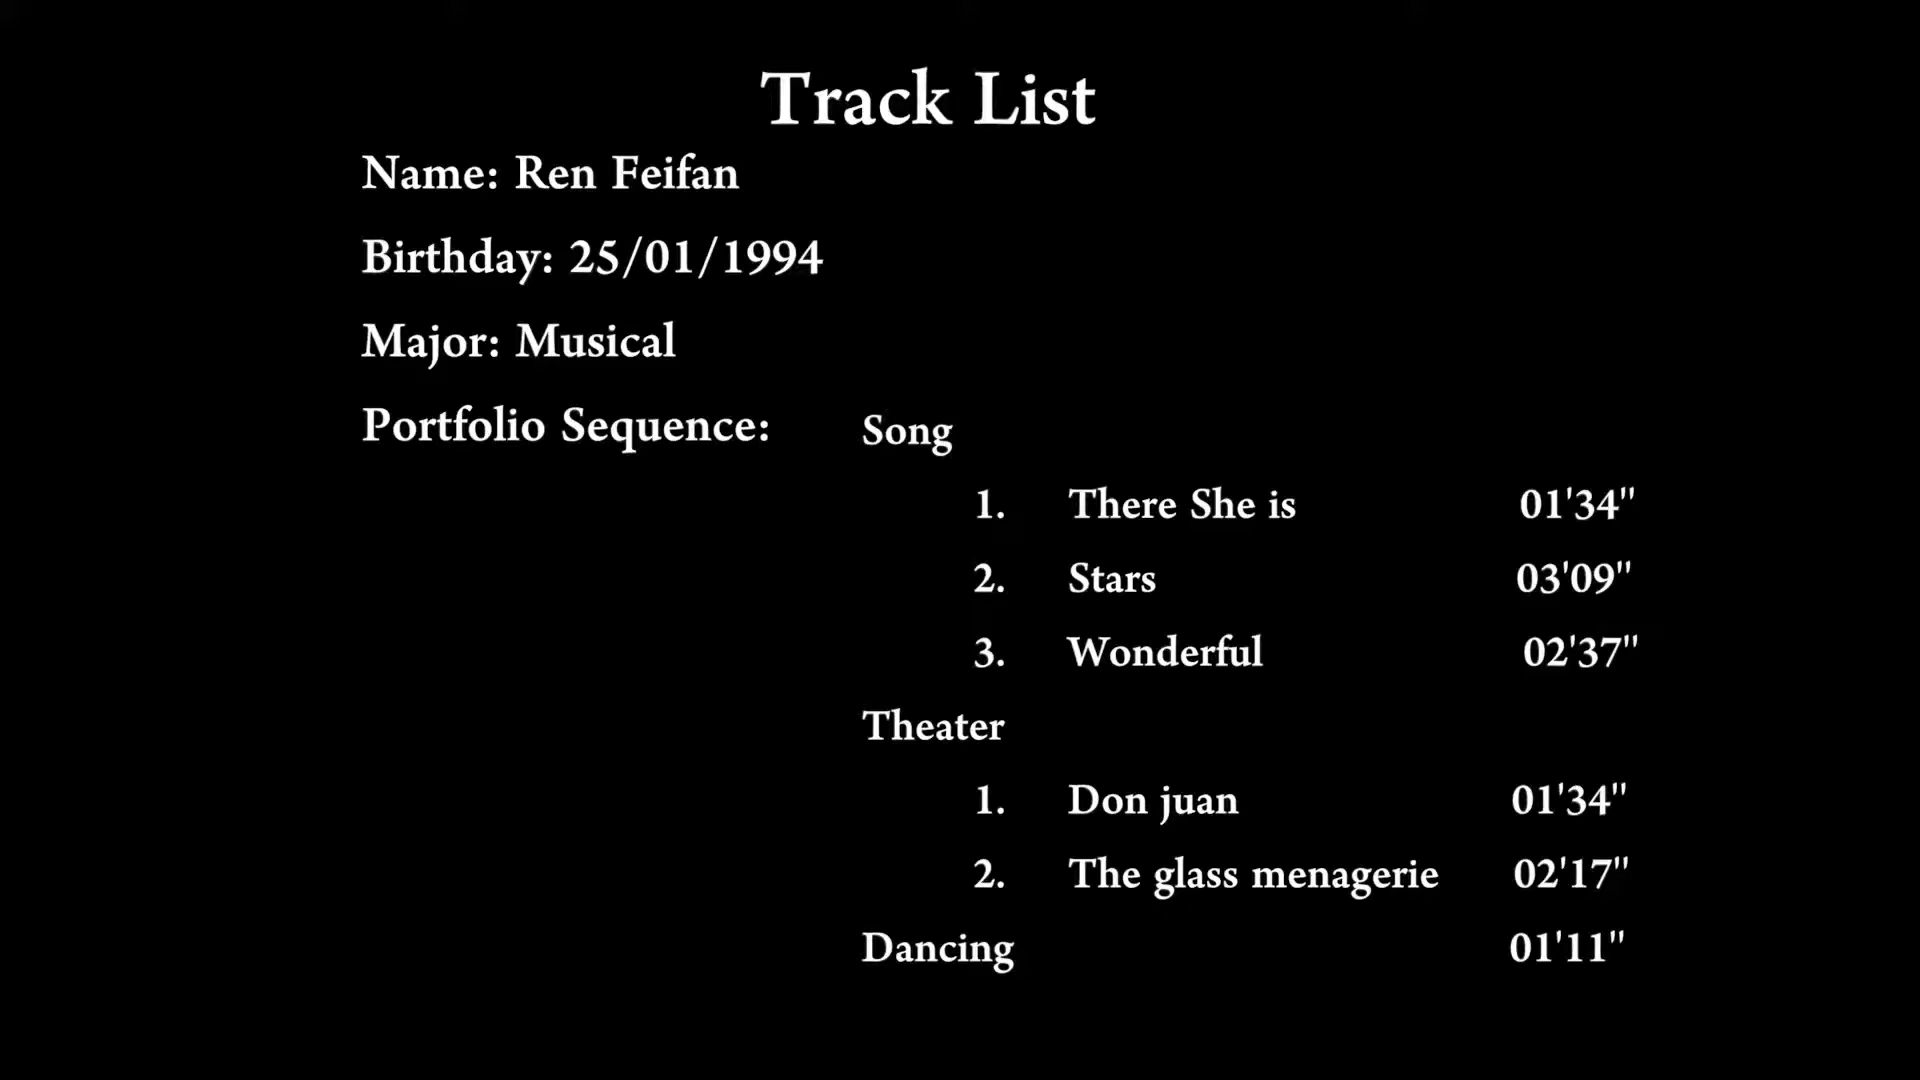 Track List
Name: Ren Feifan
Birthday: 25/01/1994
Major: Musical
Portfolio Sequence: Song
1. There She is 01'34"
2. Stars 03'09"
3. Wonderful 02'37"
Theater
1. Don juan 01'34"
2. The glass menagerie 02'17"
Dancing 01'11"